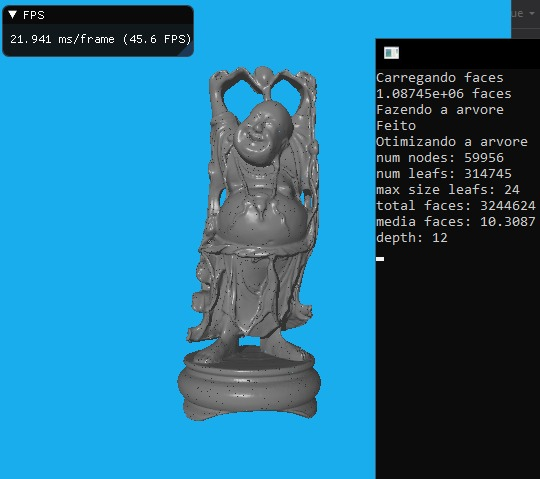 FPS
21.941 ms/frame (45.6 FPS)
ue
Carregando faces
1.08745e+06 faces
Fazendo a arvore
Feito
Otimizando a arvore
num nodes: 59956
num leafs: 314745
max size leafs: 24
total faces: 3244624
media faces: 10.3087
depth: 12